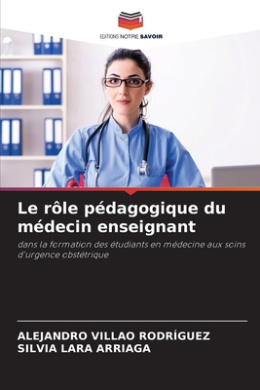 EDITIONS NOTRE SAVOIR
Le rôle pédagogique du
médecin enseignant
dans la formation des étudiants en médecine aux soins
d'urgence obstétrique
ALEJANDRO VILLAO RODRÍGUEZ
SILVIA LARA ARRIAGA